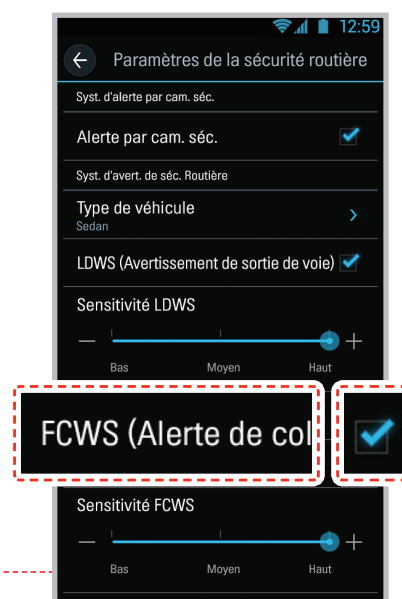 12:59
Paramètres de la sécurité routière
Syst. d'alerte par cam. séc.
Alerte par cam. séc.
Syst. d'avert. de séc. Routière
Type de véhicule
Sedan
LDWS (Avertissement de sortie de voie)
Sensitivité LDWS
Bas Moyen Haut
FCWS (Alerte de col
Sensitivité FCWS
Bas Moyen Haut